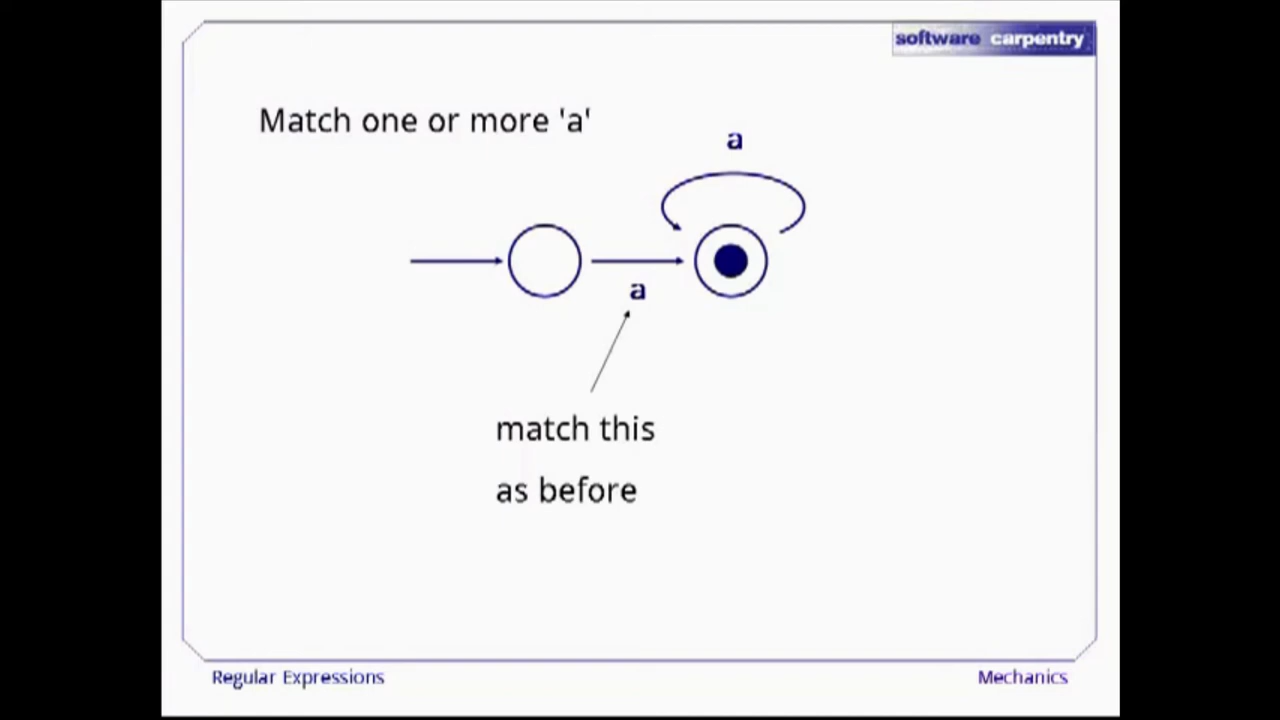 software carpentry
Match one or more 'a'
a
a
match this
as before
Regular Expressions
Mechanics